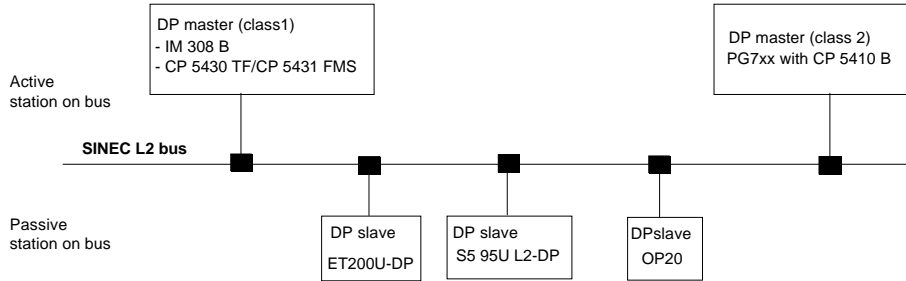 DP master (class1)
- IM 308 B
- CP 5430 TF/CP 5431 FMS
DP master (class 2)
PG7xx with CP 5410 B
Active
station on bus
SINEC L2 bus
Passive
station on bus
DP slave
ET200U-DP
DP slave
S5 95U L2-DP
DPslave
OP20